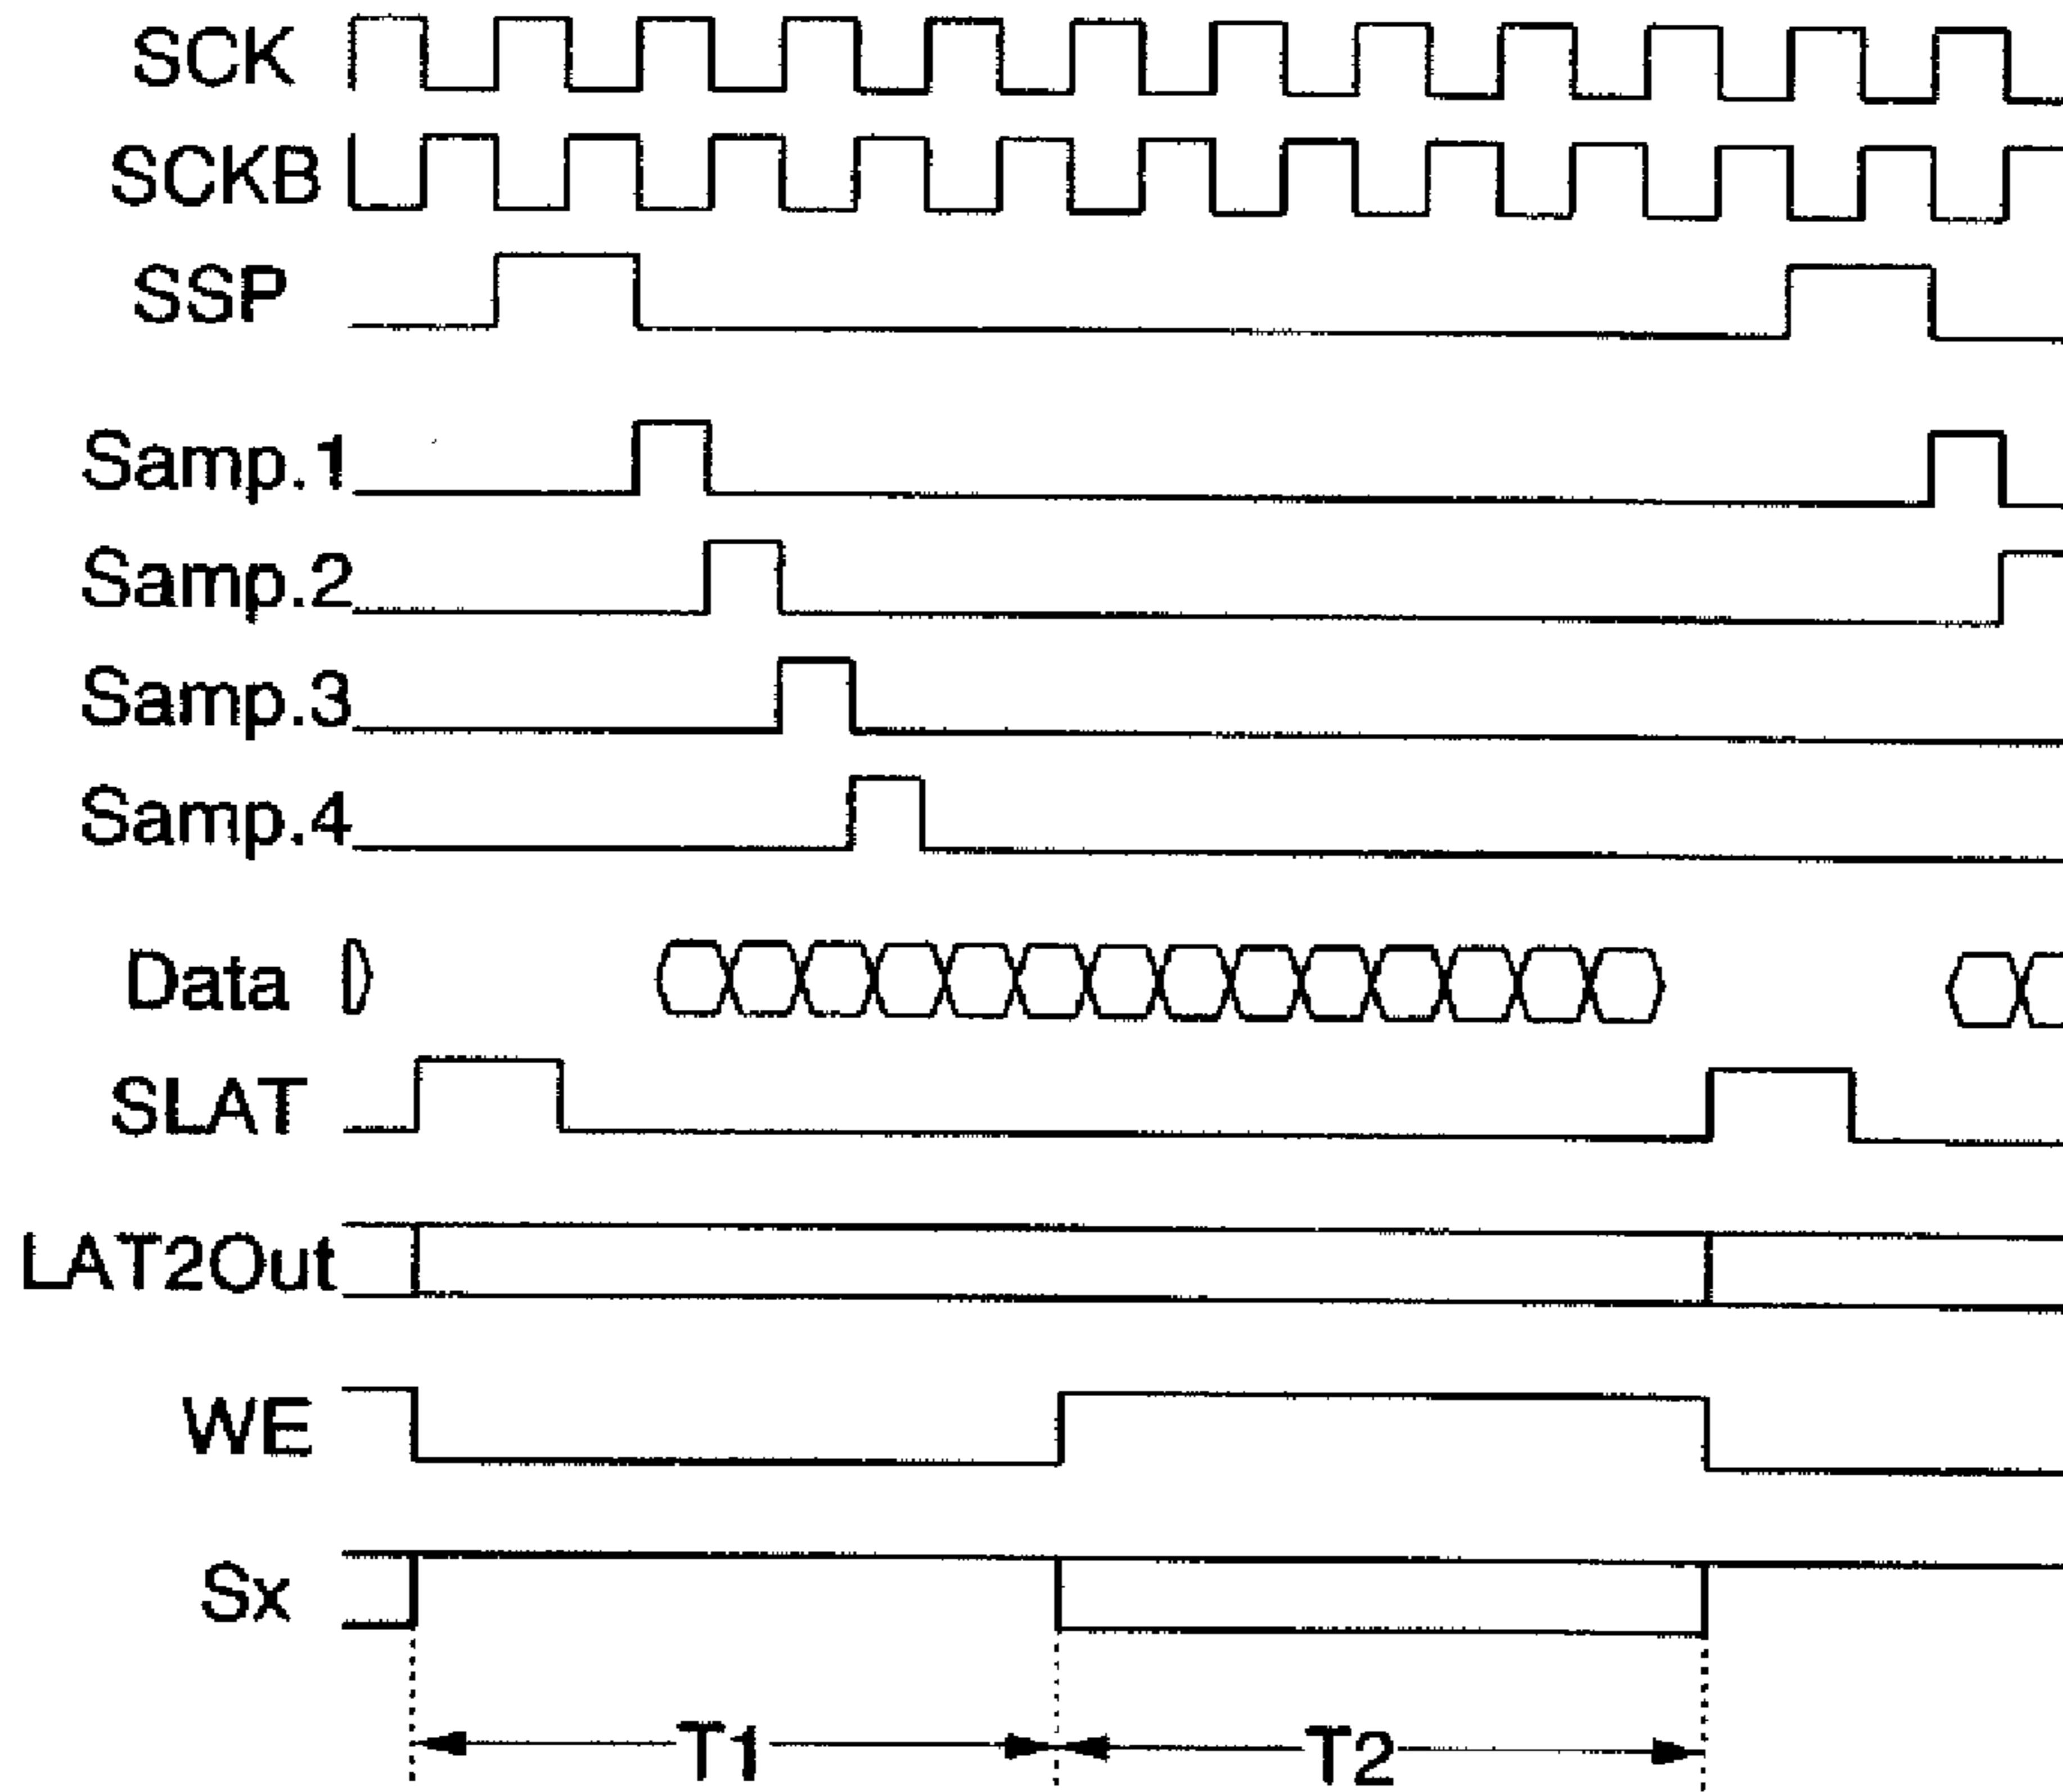 SCK
SCKB
SSP
Samp.1
Samp.2
Samp.3
Samp.4
Data
SLAT
LAT2Out
WE
Sx
T1 T2